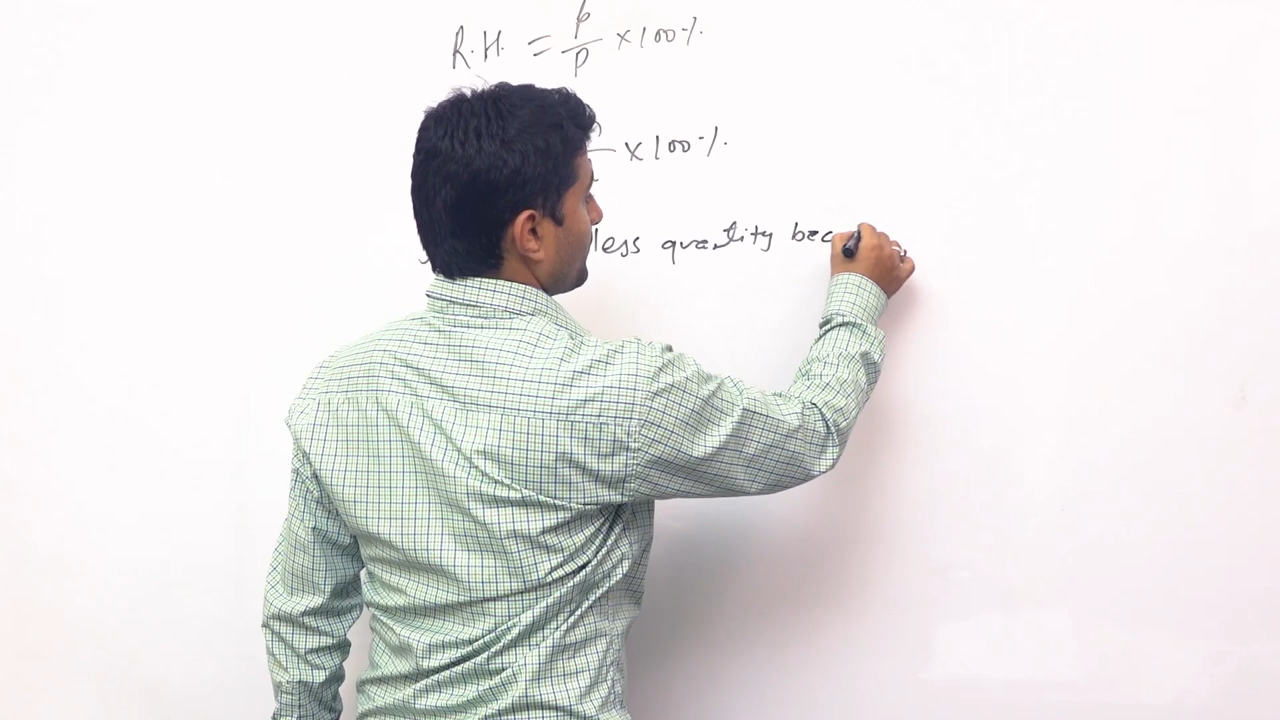 R.H. = p/P × 100%
× 100%
less quantity bec